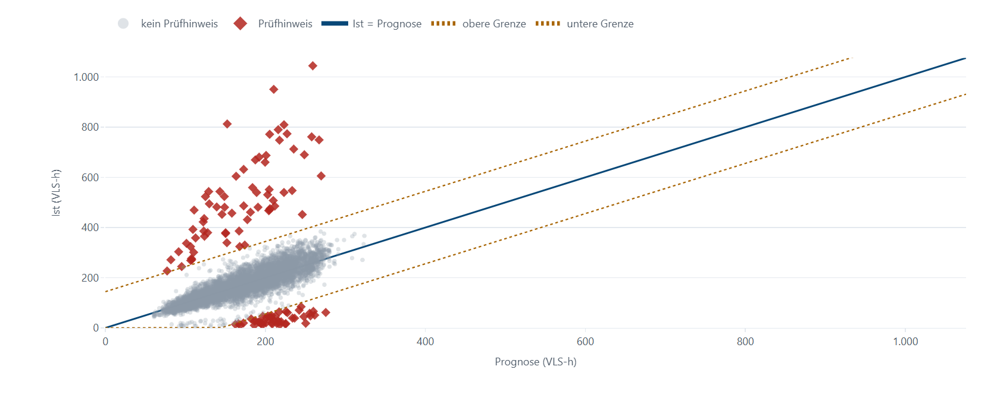 kein Prüfhinweis Prüfhinweis Ist = Prognose obere Grenze untere Grenze
1.000
800
600
400
200
0
Ist (VLS-h)
0 200 400 600 800 1.000
Prognose (VLS-h)